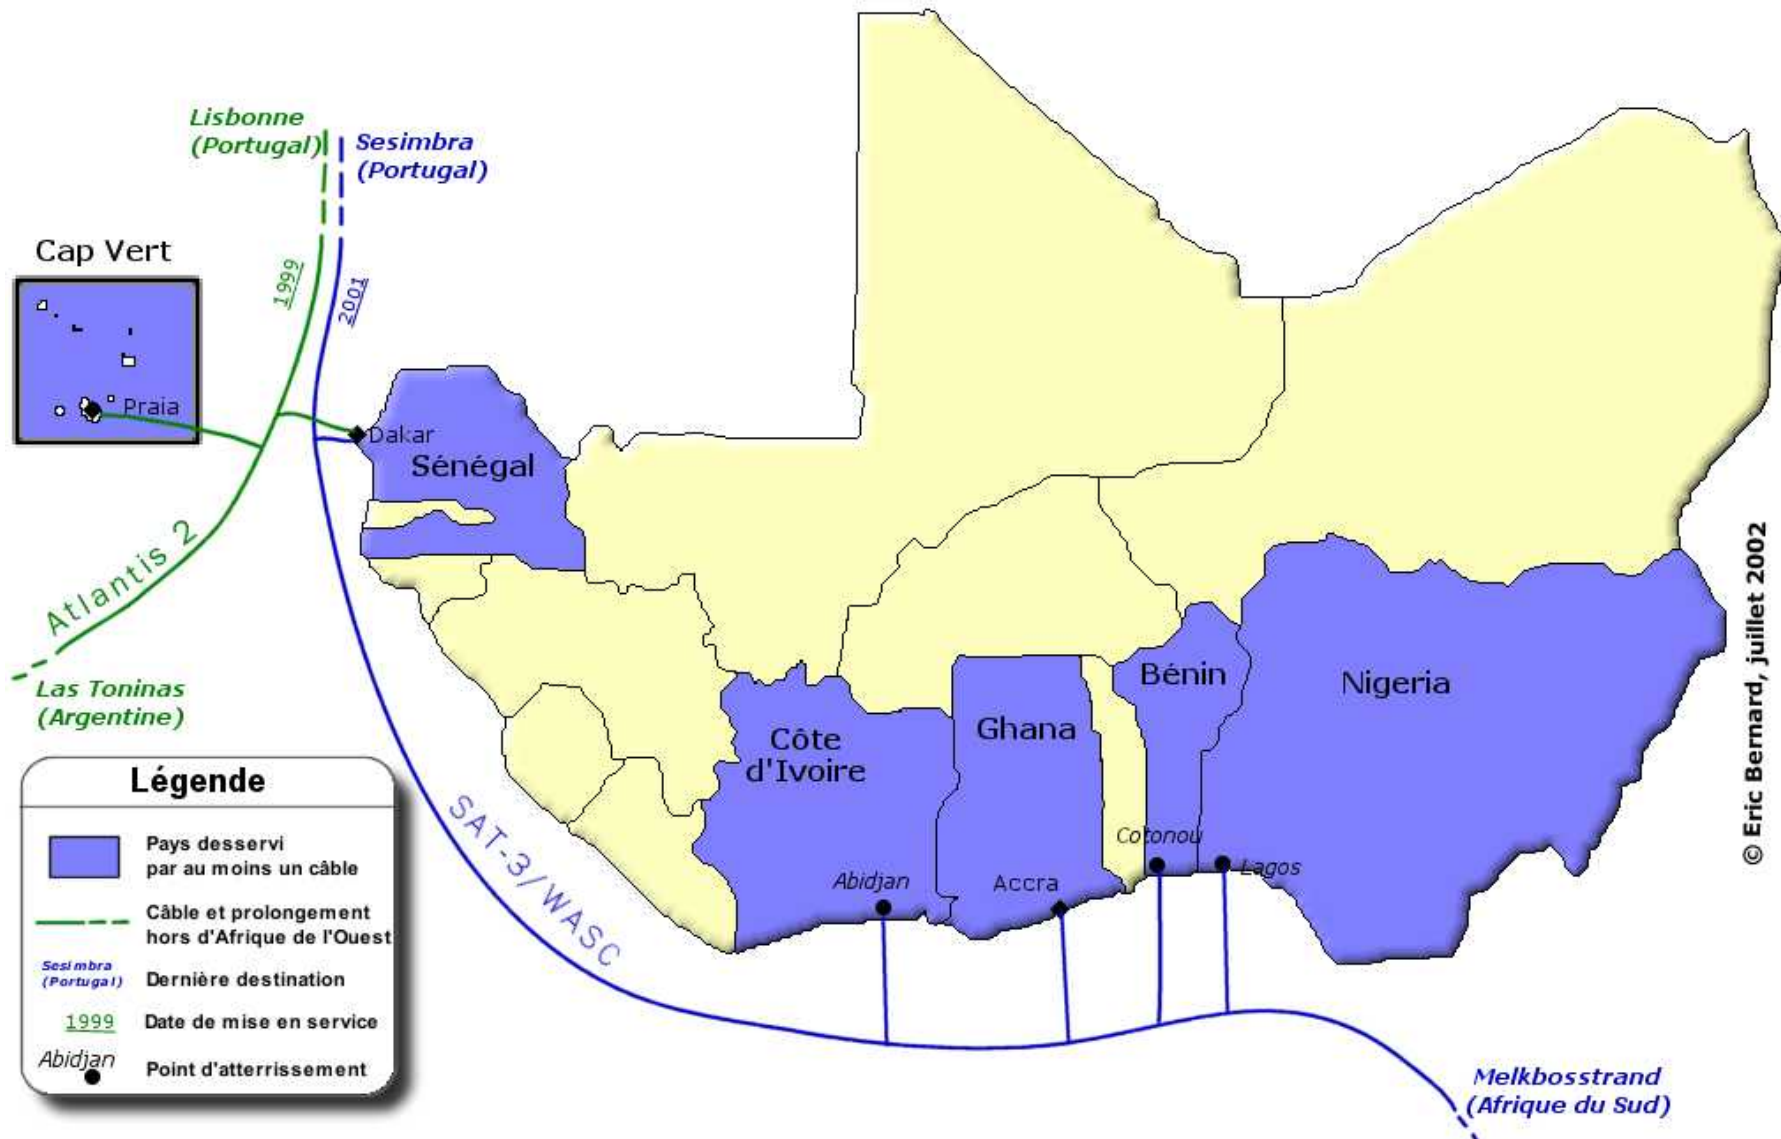 Lisbonne
(Portugal)
Sesimbra
(Portugal)
Cap Vert
1999
2001
Praia
Dakar
Sénégal
Atlantis 2
Las Toninas
(Argentine)
Bénin
Nigeria
Ghana
Côte
d'Ivoire
SAT-3/WASC
Cotonou
Lagos
Abidjan
Accra
© Eric Bernard, juillet 2002
Légende
Pays desservi
par au moins un câble
Câble et prolongement
hors d'Afrique de l'Ouest
Sesimbra
(Portugal)
Dernière destination
1999
Date de mise en service
Abidjan
Point d'atterrissement
Melkbosstrand
(Afrique du Sud)